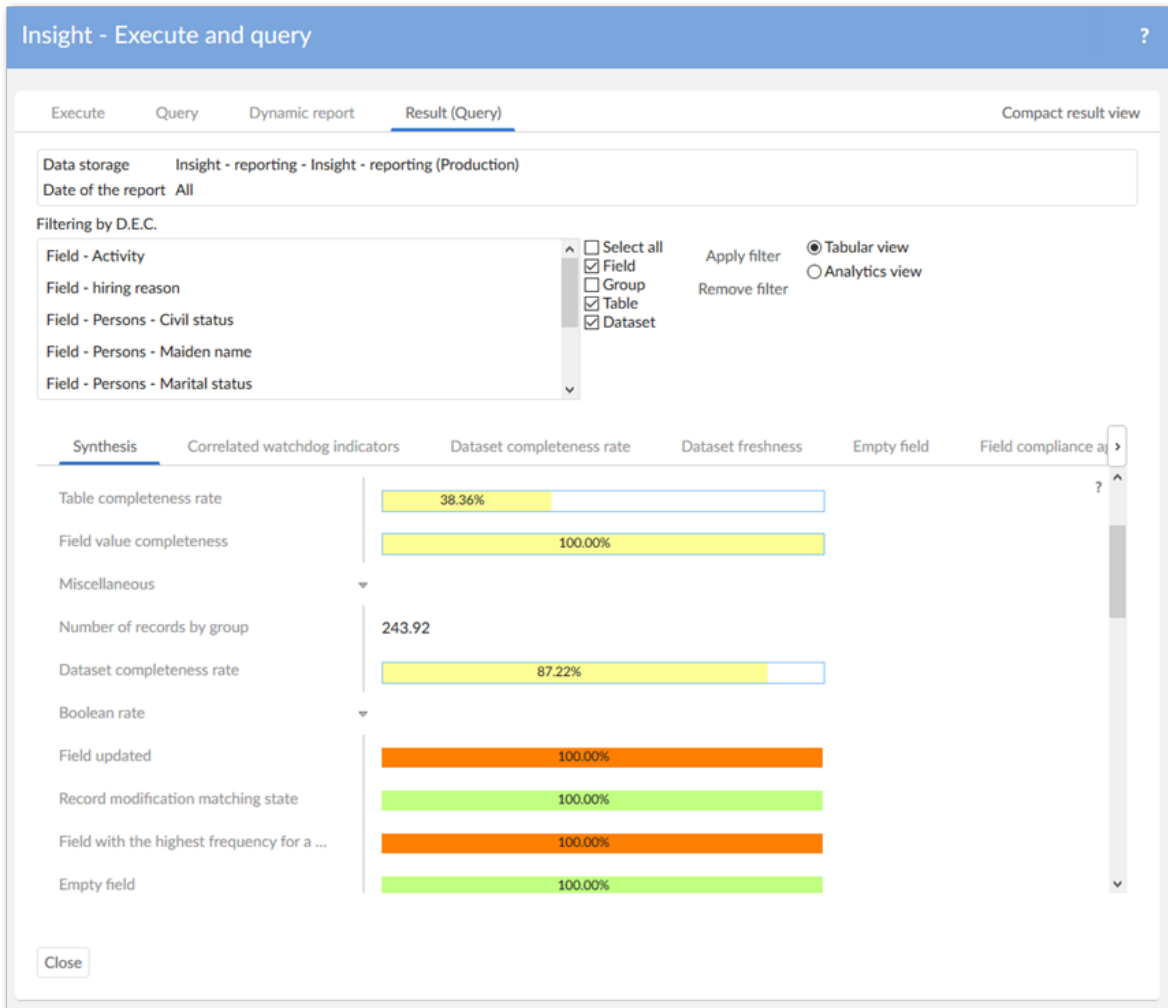 Insight - Execute and query ?
Execute Query Dynamic report Result (Query) Compact result view
Data storage Insight - reporting - Insight - reporting (Production)
Date of the report All
Filtering by D.E.C.
Field - Activity
Field - hiring reason
Field - Persons - Civil status
Field - Persons - Maiden name
Field - Persons - Marital status
Select all
Field
Group
Table
Dataset
Apply filter
Remove filter
Tabular view
Analytics view
Synthesis Correlated watchdog indicators Dataset completeness rate Dataset freshness Empty field Field compliance >
?
Table completeness rate 38.36%
Field value completeness 100.00%
Miscellaneous
Number of records by group 243.92
Dataset completeness rate 87.22%
Boolean rate
Field updated 100.00%
Record modification matching state 100.00%
Field with the highest frequency for a ... 100.00%
Empty field 100.00%
Close